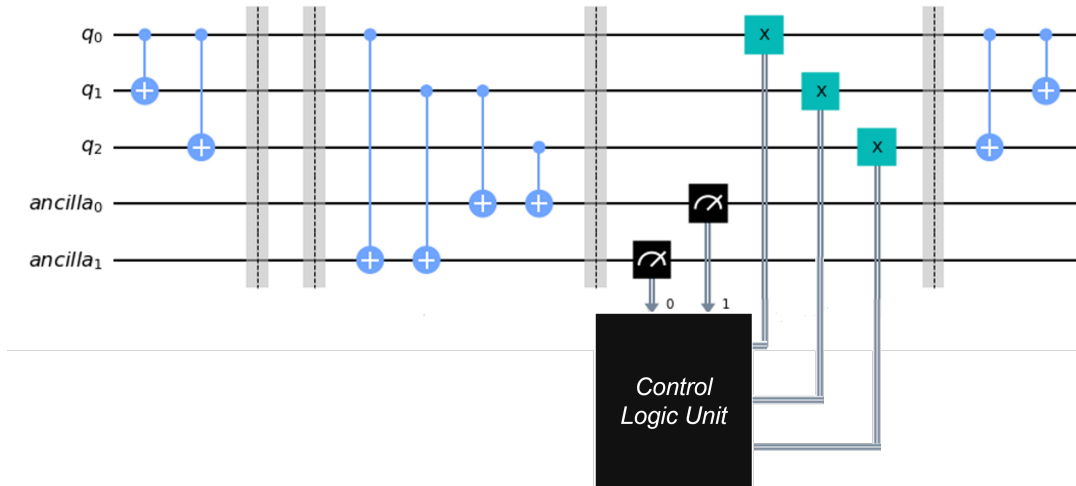 q₀
X
q₁
X
q₂
X
ancilla₀
ancilla₁
0
1
Control
Logic Unit